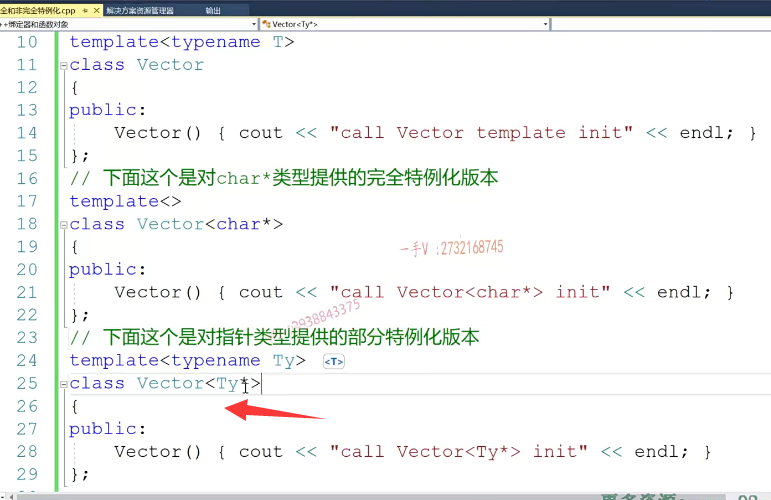 全和非完全特例化.cpp 解决方案资源管理器 输出
++绑定器和函数对象 Vector<Ty*>
10 template<typename T>
11 class Vector
12 {
13 public:
14 Vector() { cout << "call Vector template init" << endl; }
15 };
16 // 下面这个是对char*类型提供的完全特例化版本
17 template<>
18 class Vector<char*>
19 {
20 public:
21 Vector() { cout << "call Vector<char*> init" << endl; }
22 };
23 // 下面这个是对指针类型提供的部分特例化版本
24 template<typename Ty> <T>
25 class Vector<Ty*>
26 {
27 public:
28 Vector() { cout << "call Vector<Ty*> init" << endl; }
29 };
一手V :2732168745